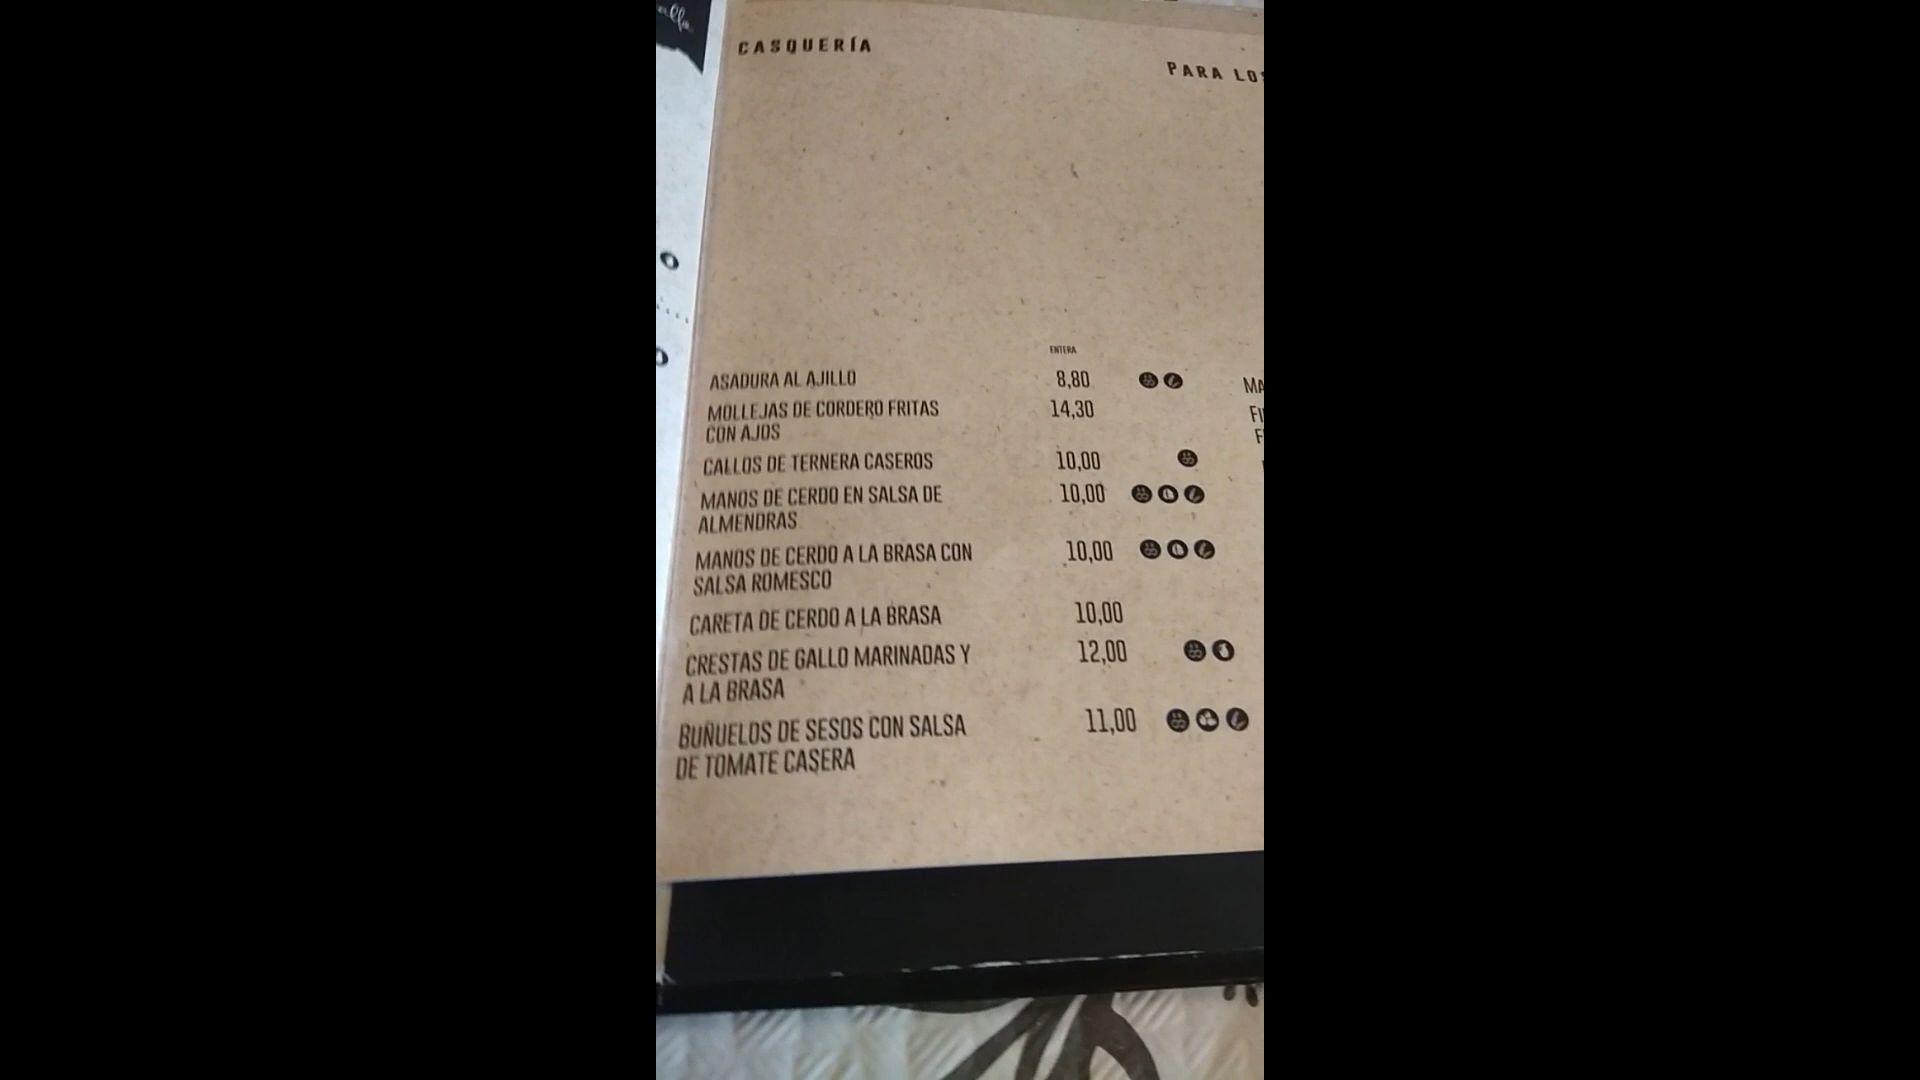 CASQUERÍA
PARA LOS
ENTERA
ASADURA AL AJILLO 8,80
MOLLEJAS DE CORDERO FRITAS 14,30
CON AJOS
CALLOS DE TERNERA CASEROS 10,00
MANOS DE CERDO EN SALSA DE 10,00
ALMENDRAS
MANOS DE CERDO A LA BRASA CON 10,00
SALSA ROMESCO
CARETA DE CERDO A LA BRASA 10,00
CRESTAS DE GALLO MARINADAS Y 12,00
A LA BRASA
BUÑUELOS DE SESOS CON SALSA 11,00
DE TOMATE CASERA